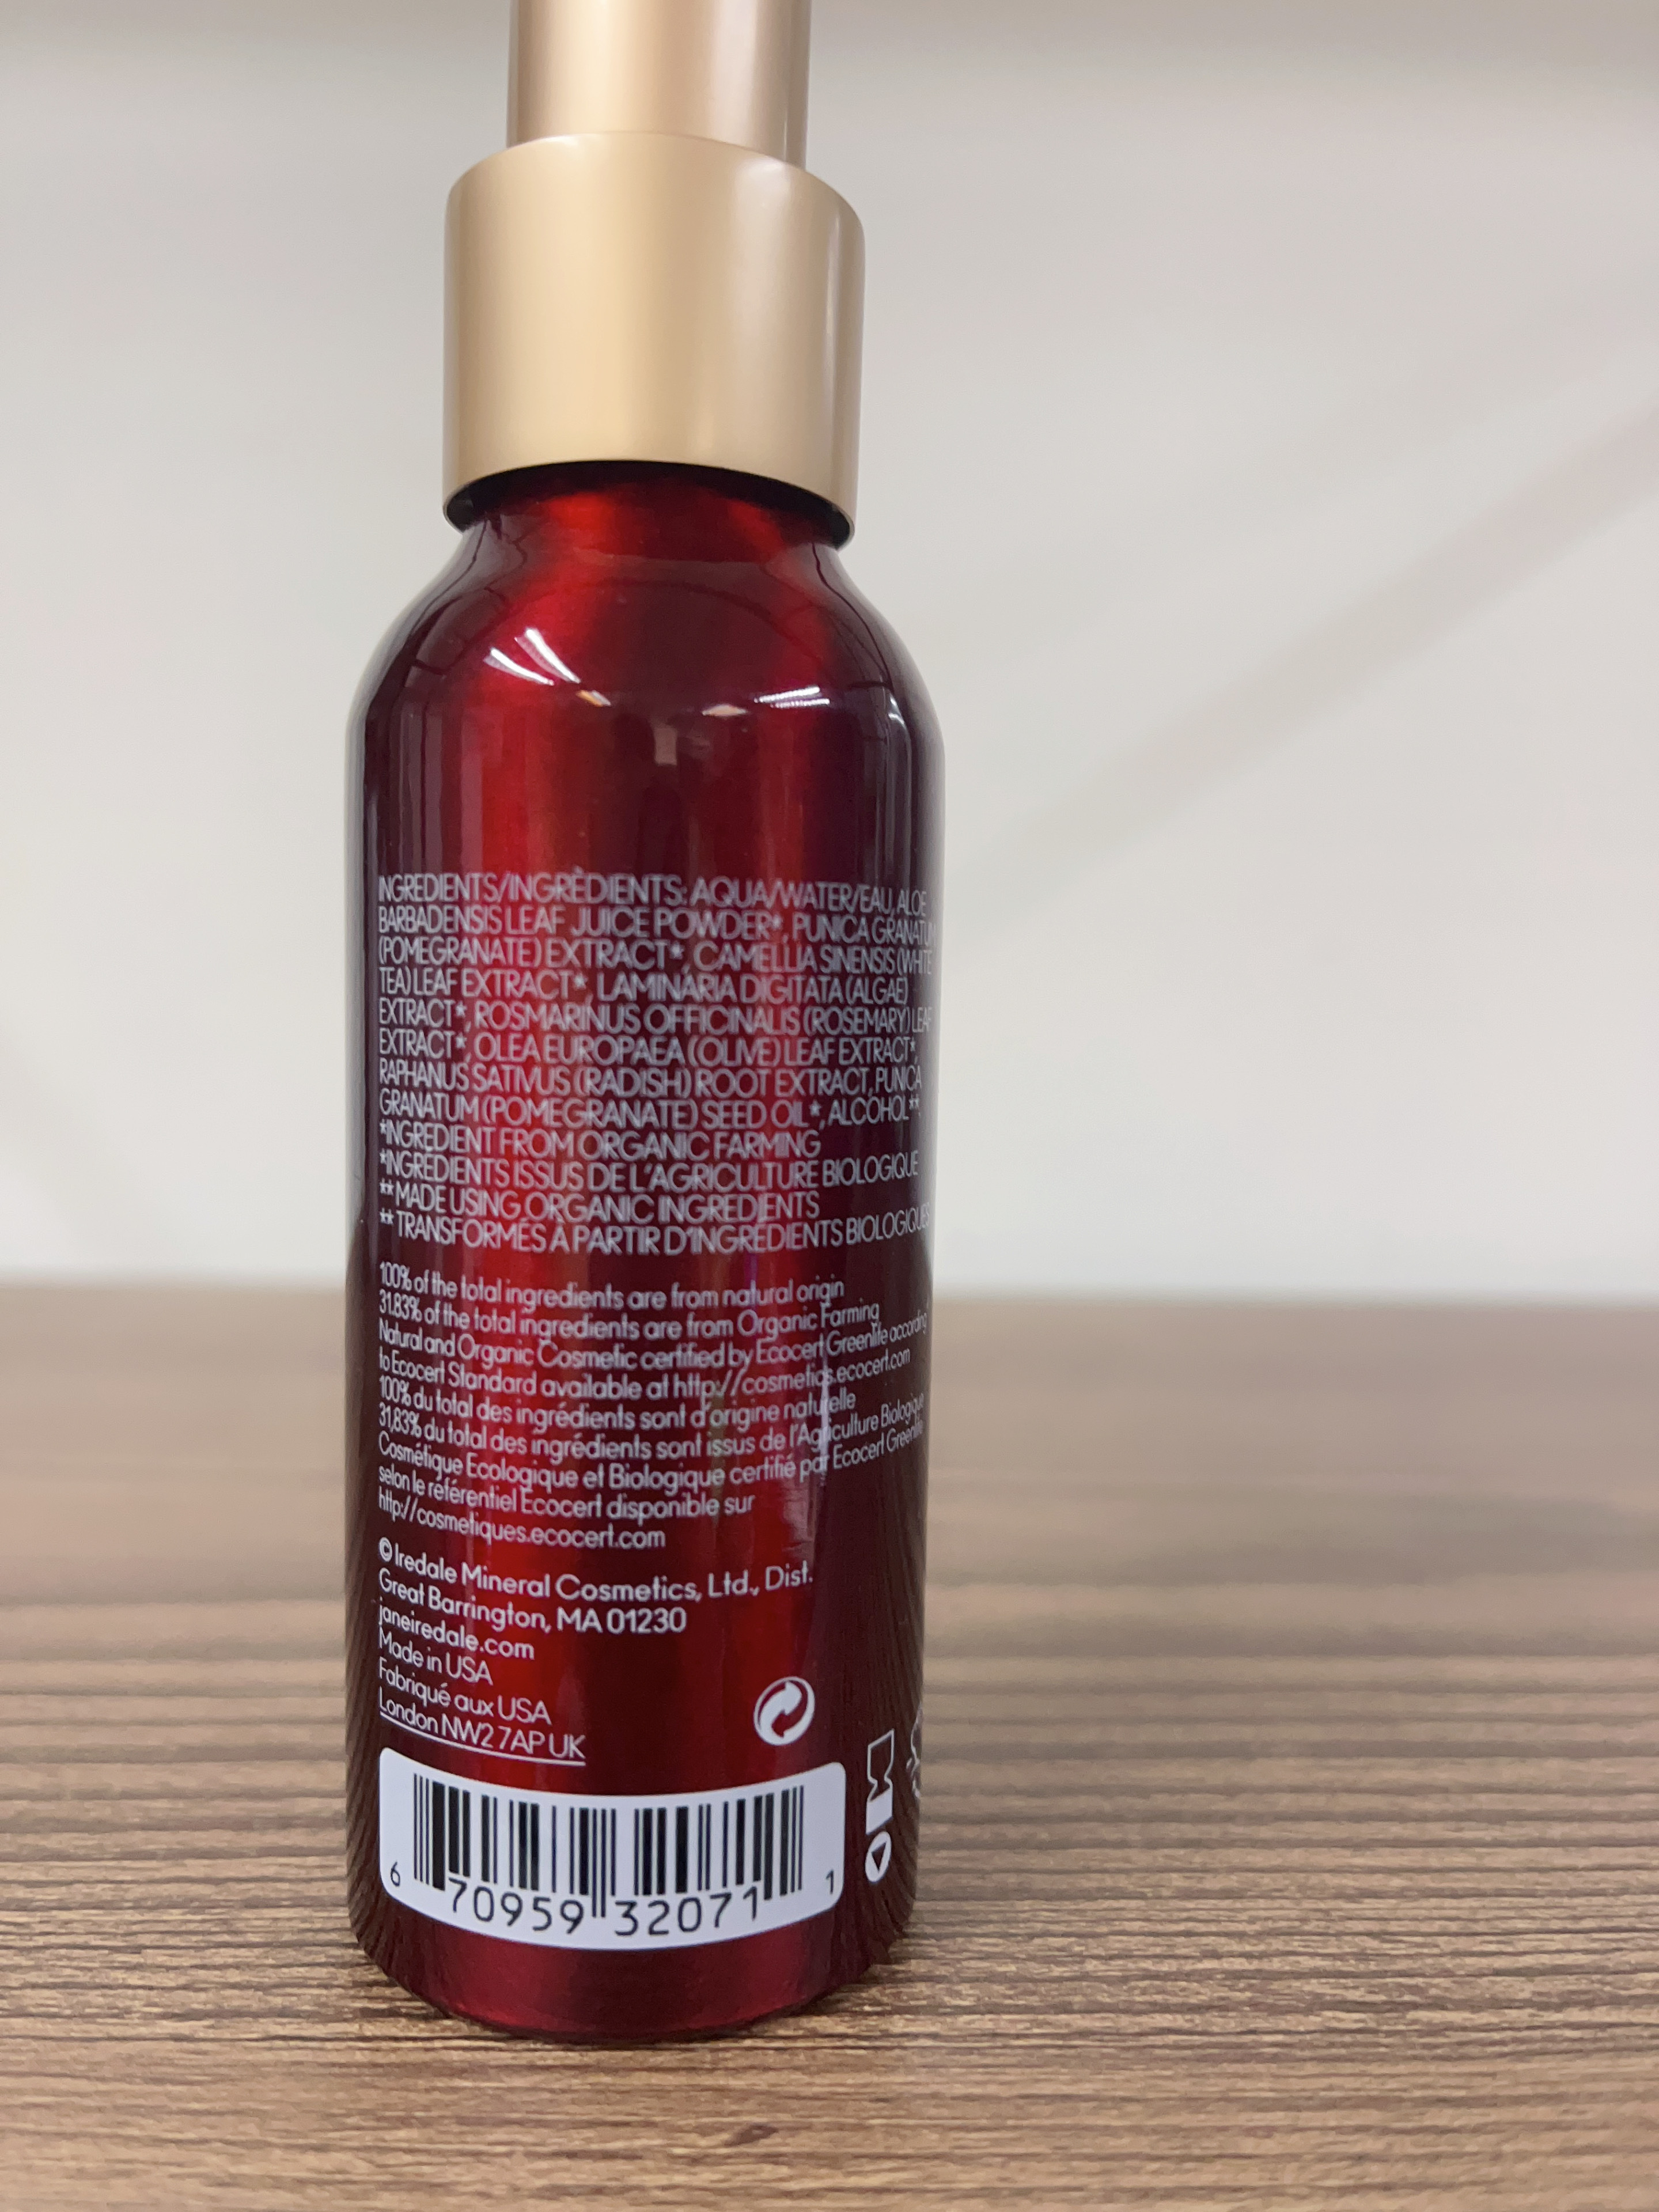 INGREDIENTS/INGRÈDIENTS: AQUA/WATER/EAU, ALOE
BARBADENSIS LEAF JUICE POWDER*, PUNICA GRANATUM
(POMEGRANATE) EXTRACT*, CAMELLIA SINENSIS (WHITE
TEA) LEAF EXTRACT*, LAMINARIA DIGITATA (ALGAE)
EXTRACT*, ROSMARINUS OFFICINALIS (ROSEMARY) LEAF
EXTRACT*, OLEA EUROPAEA (OLIVE) LEAF EXTRACT*,
RAPHANUS SATIVUS (RADISH) ROOT EXTRACT, PUNICA
GRANATUM (POMEGRANATE) SEED OIL*, ALCOHOL**.
*INGREDIENT FROM ORGANIC FARMING
*INGRÉDIENTS ISSUS DE L'AGRICULTURE BIOLOGIQUE
**MADE USING ORGANIC INGREDIENTS
**TRANSFORMÉS À PARTIR D'INGRÉDIENTS BIOLOGIQUES
100% of the total ingredients are from natural origin
31.83% of the total ingredients are from Organic Farming
Natural and Organic Cosmetic certified by Ecocert Greenlife according
to Ecocert Standard available at http://cosmetics.ecocert.com
100% du total des ingrédients sont d'origine naturelle
31,83% du total des ingrédients sont issus de l'Agriculture Biologique
Cosmétique Ecologique et Biologique certifié par Ecocert Greenlife
selon le référentiel Ecocert disponible sur
http://cosmetiques.ecocert.com
© Iredale Mineral Cosmetics, Ltd., Dist.
Great Barrington, MA 01230
janeiredale.com
Made in USA
Fabriqué aux USA
London NW2 7AP UK
6 70959 32071 1